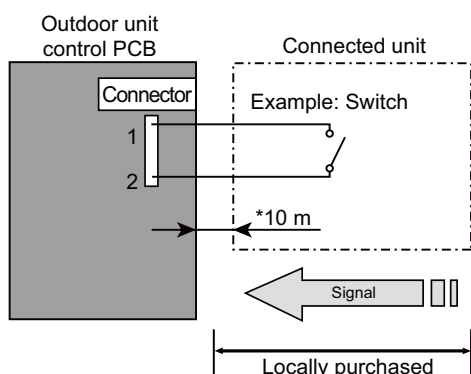 Outdoor unit
control PCB
Connected unit
Connector
Example: Switch
1
2
*10 m
Signal
Locally purchased